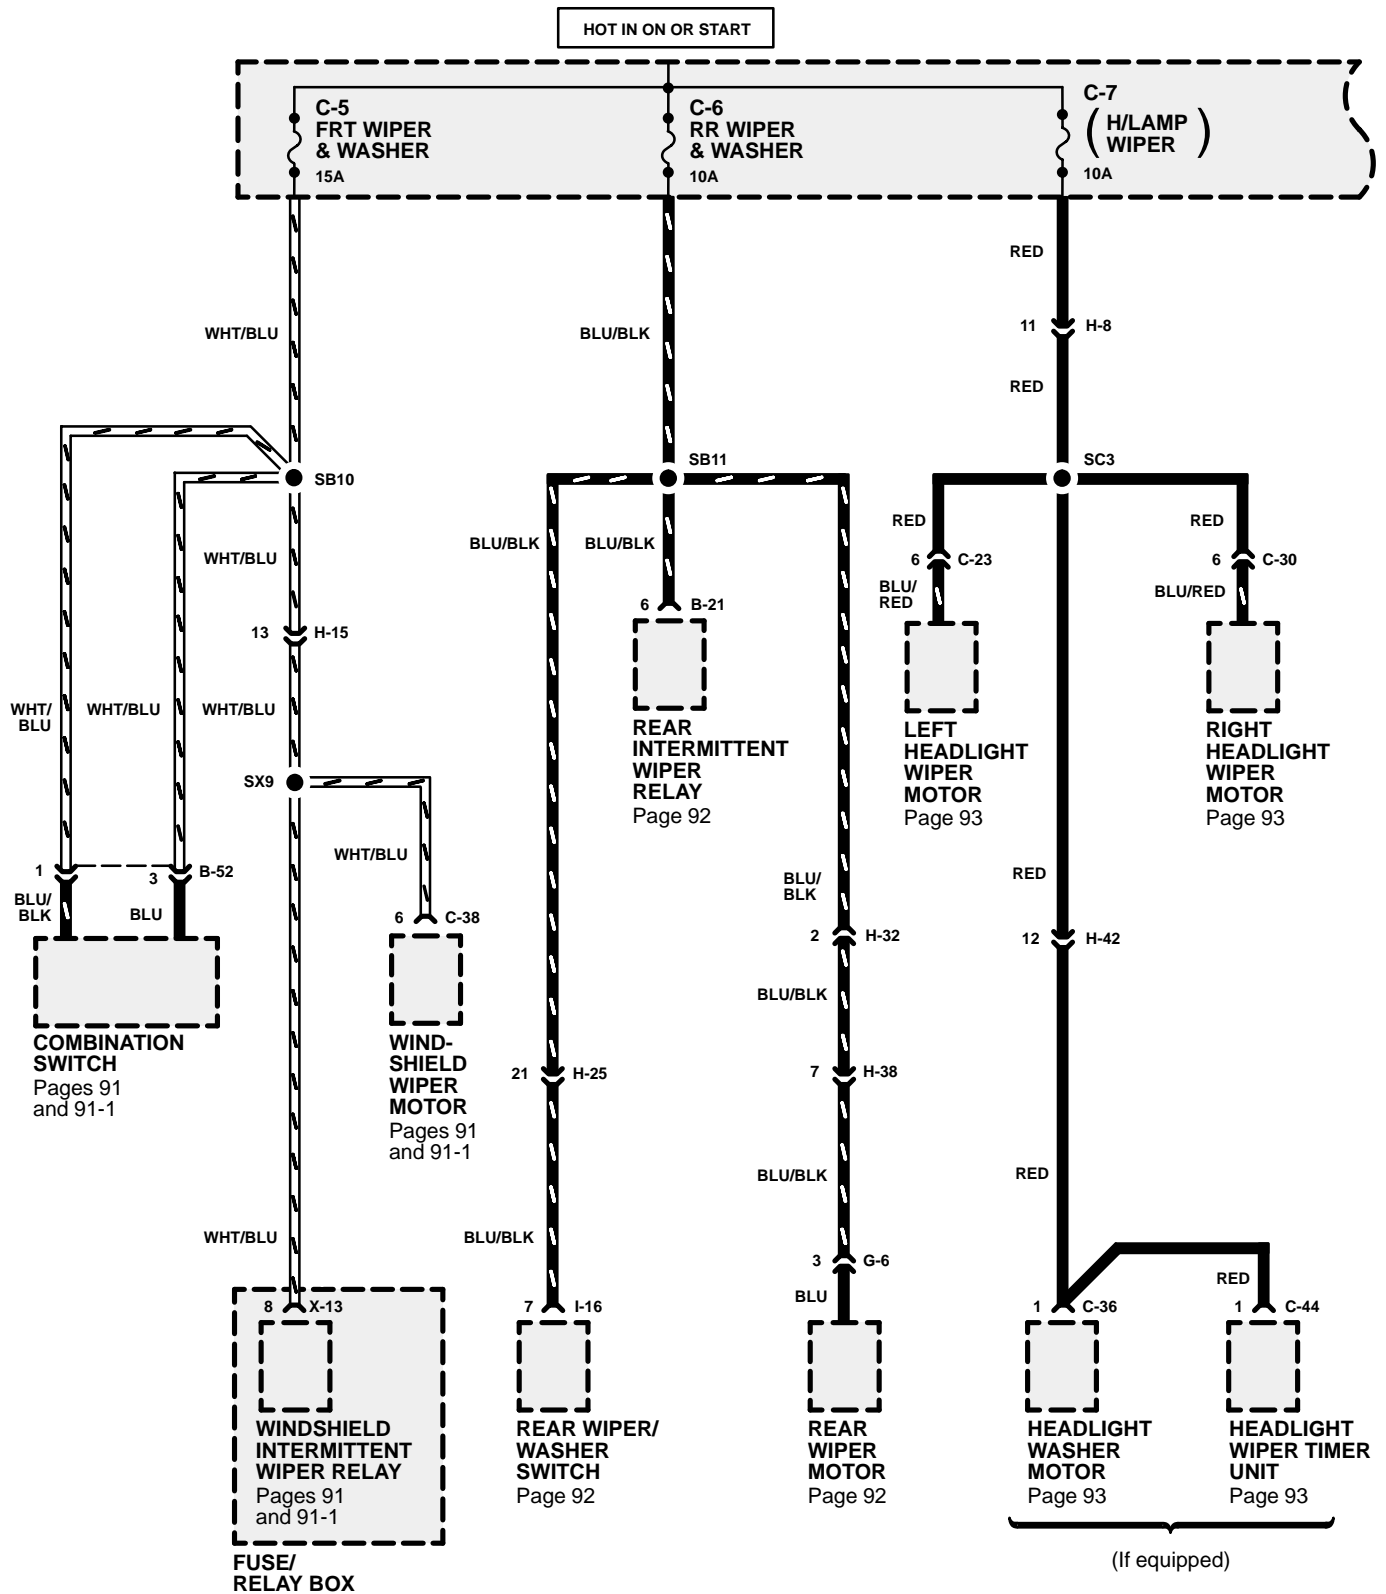 HOT IN ON OR START
C-5
FRT WIPER
& WASHER
15A
C-6
RR WIPER
& WASHER
10A
C-7
(H/LAMP
WIPER)
10A
RED
11 H-8
WHT/BLU
BLU/BLK
RED
SB10
SB11
SC3
WHT/BLU
BLU/BLK
BLU/BLK
RED
RED
6 C-23
6 C-30
BLU/
RED
BLU/RED
6 B-21
13 H-15
WHT/
BLU
WHT/BLU
WHT/BLU
REAR
INTERMITTENT
WIPER
RELAY
Page 92
LEFT
HEADLIGHT
WIPER
MOTOR
Page 93
RIGHT
HEADLIGHT
WIPER
MOTOR
Page 93
SX9
WHT/BLU
1
3 B-52
BLU/
BLK
BLU
6 C-38
BLU/
BLK
RED
2 H-32
12 H-42
COMBINATION
SWITCH
Pages 91
and 91-1
WIND-
SHIELD
WIPER
MOTOR
Pages 91
and 91-1
BLU/BLK
21 H-25
7 H-38
BLU/BLK
RED
WHT/BLU
BLU/BLK
3 G-6
BLU
RED
8 X-13
7 I-16
1 C-36
1 C-44
WINDSHIELD
INTERMITTENT
WIPER RELAY
Pages 91
and 91-1
FUSE/
RELAY BOX
REAR WIPER/
WASHER
SWITCH
Page 92
REAR
WIPER
MOTOR
Page 92
HEADLIGHT
WASHER
MOTOR
Page 93
HEADLIGHT
WIPER TIMER
UNIT
Page 93
(If equipped)